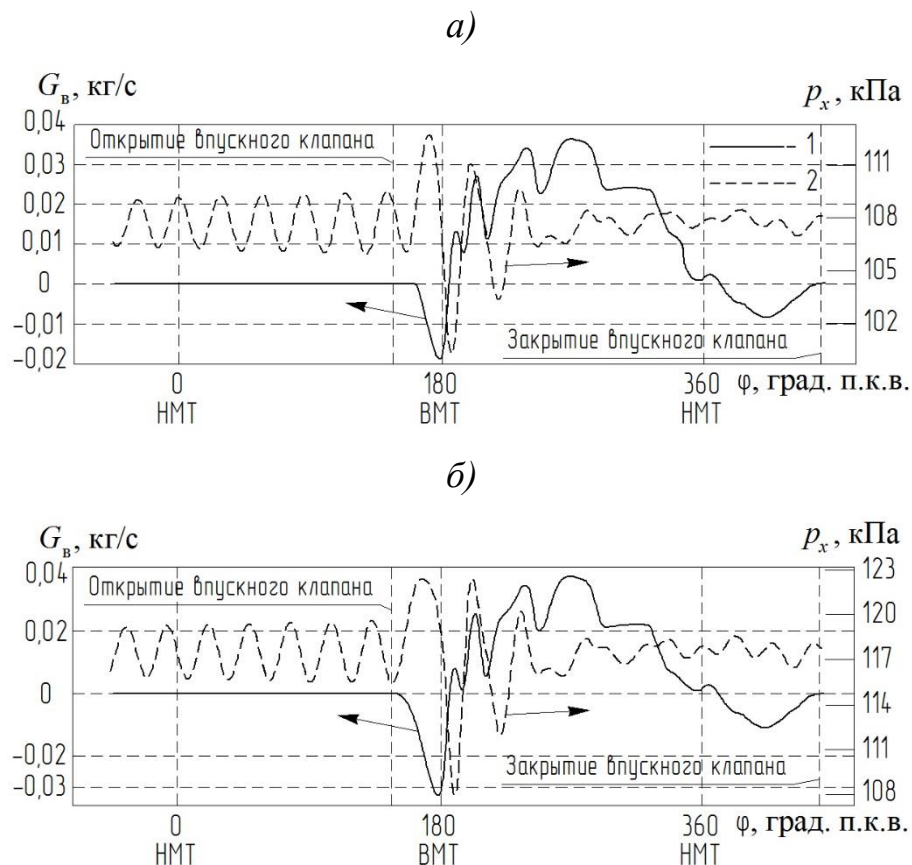 а)
G_в, кг/с
p_x, кПа
0,04
Открытие впускного клапана
1
0,03
111
2
0,02
108
0,01
0
105
-0,01
102
Закрытие впускного клапана
-0,02
0
180
360
φ, град. п.к.в.
НМТ
ВМТ
НМТ
б)
G_в, кг/с
p_x, кПа
0,04
123
Открытие впускного клапана
120
0,02
117
0
114
-0,02
111
Закрытие впускного клапана
-0,03
108
0
180
360
φ, град. п.к.в.
НМТ
ВМТ
НМТ